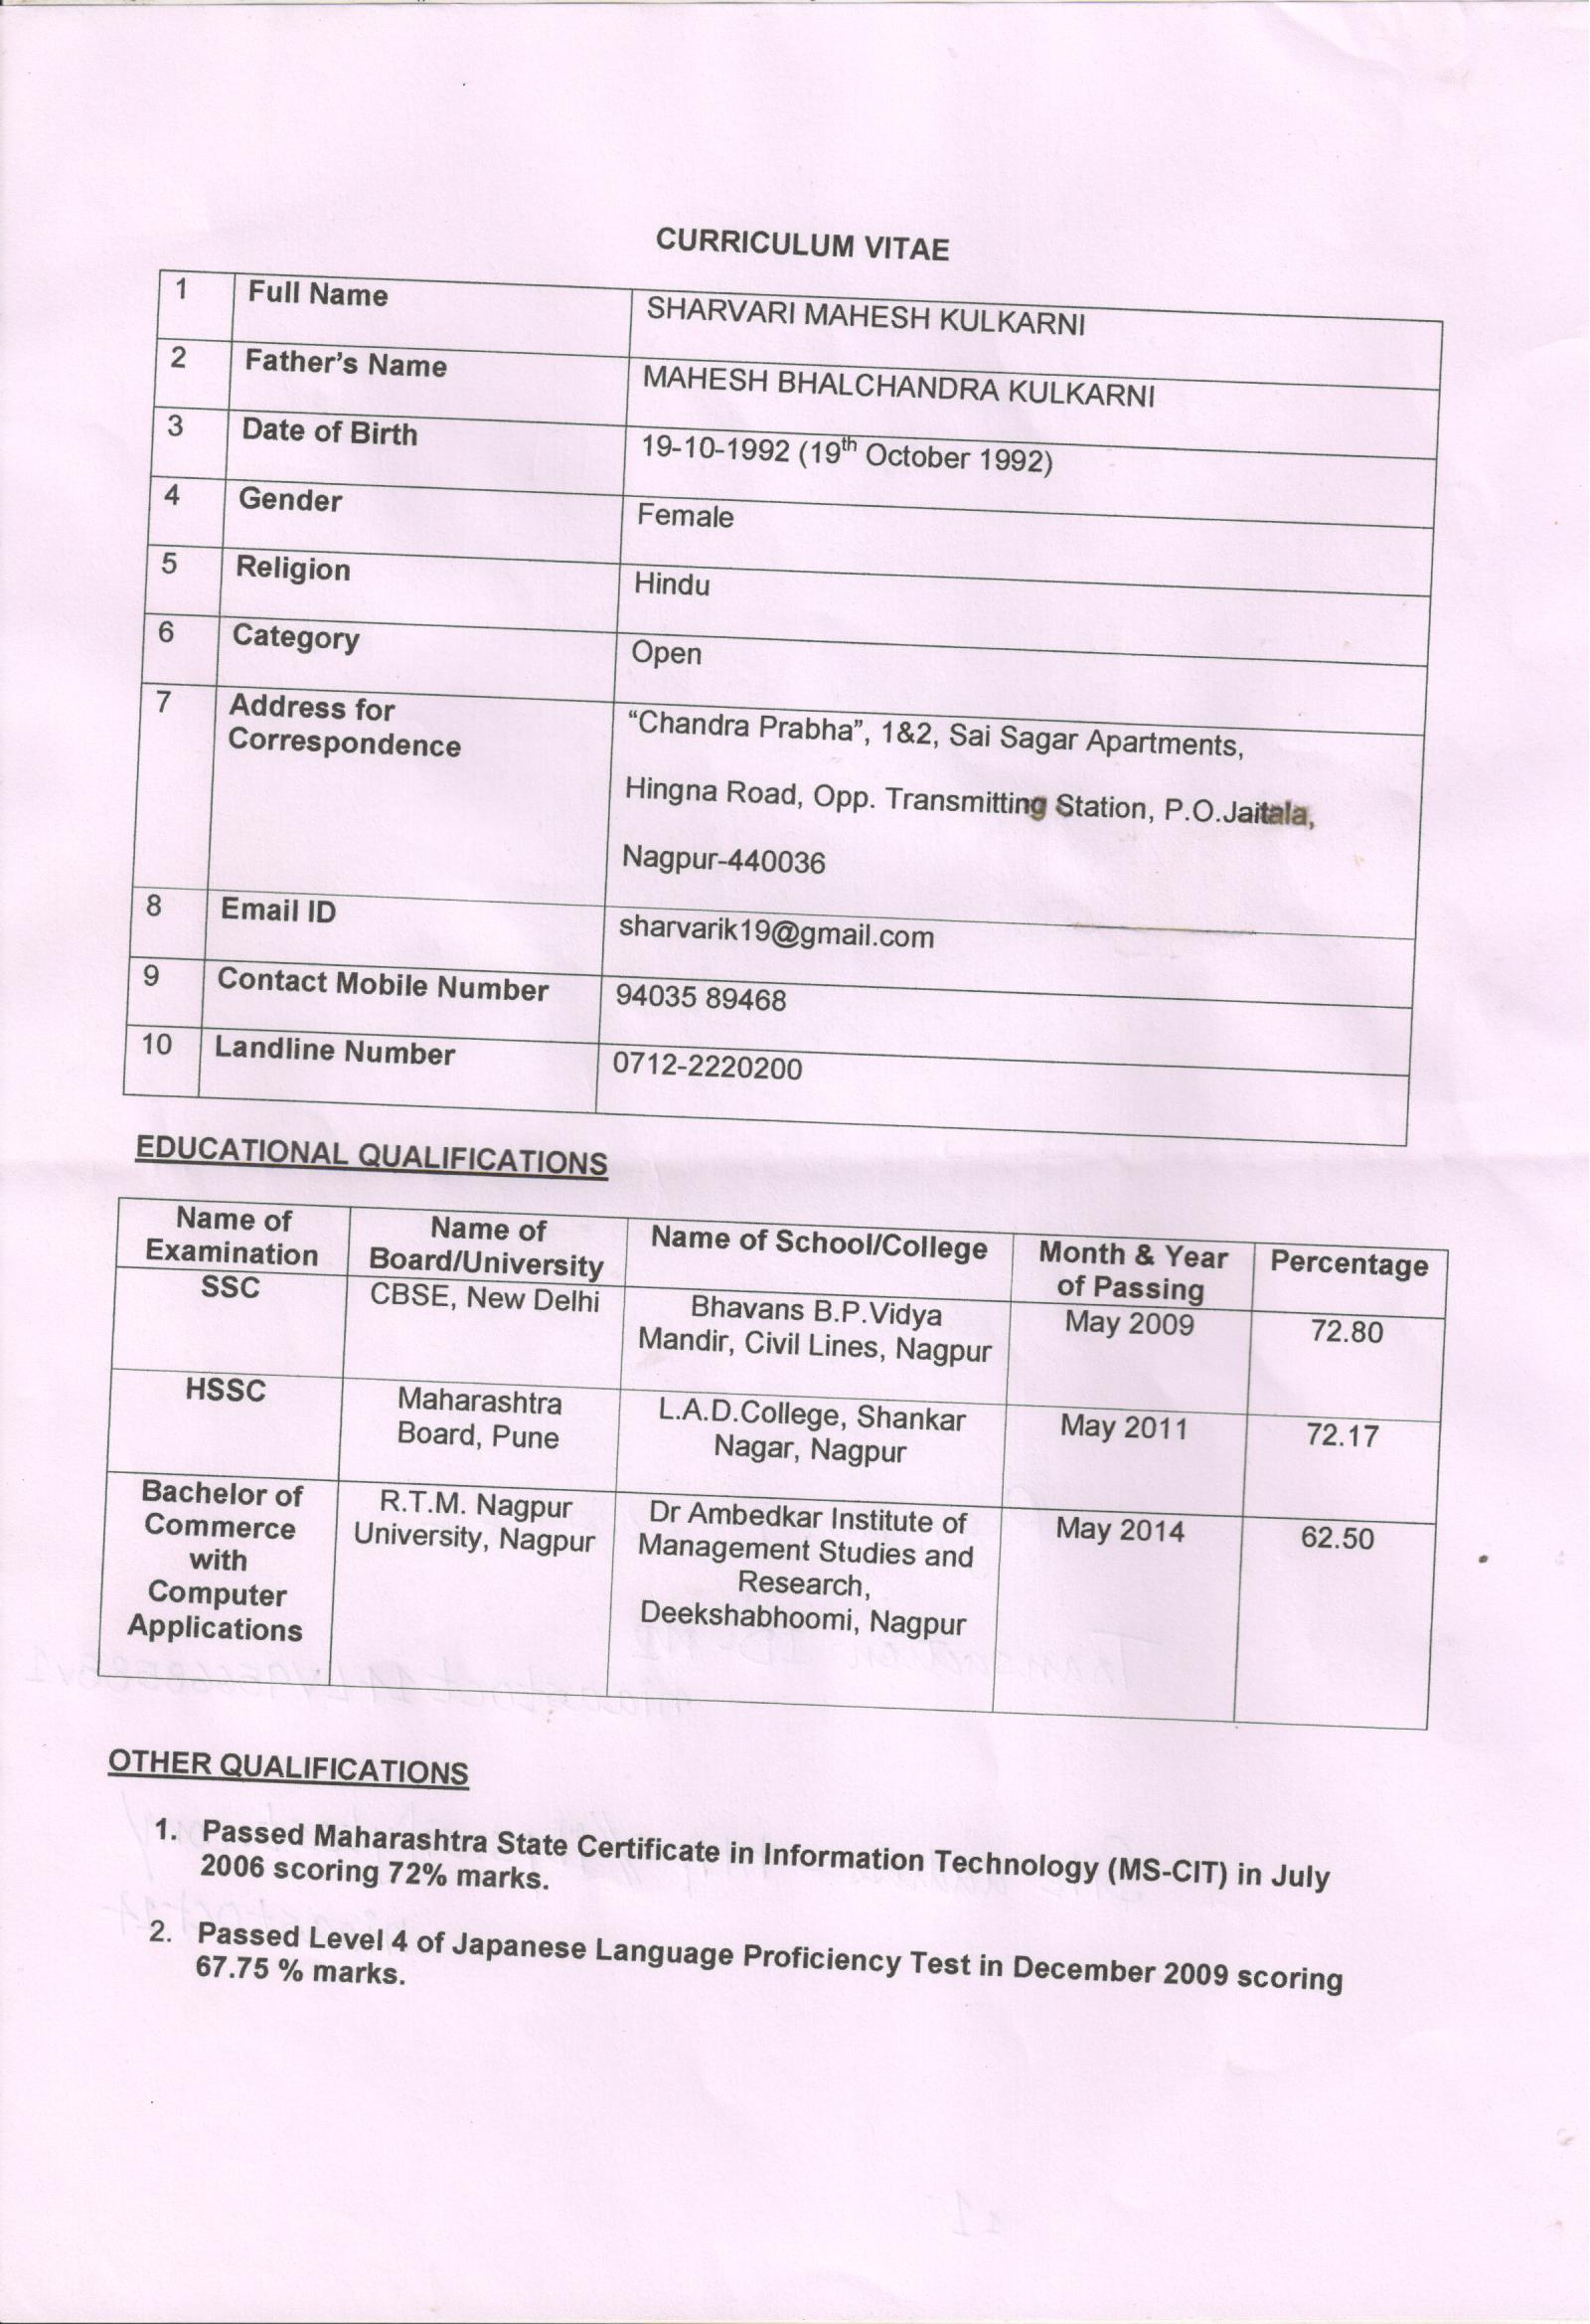 CURRICULUM VITAE
1 Full Name SHARVARI MAHESH KULKARNI
2 Father's Name MAHESH BHALCHANDRA KULKARNI
3 Date of Birth 19-10-1992 (19th October 1992)
4 Gender Female
5 Religion Hindu
6 Category Open
7 Address for Correspondence
“Chandra Prabha”, 1&2, Sai Sagar Apartments,
Hingna Road, Opp. Transmitting Station, P.O.Jaitala,
Nagpur-440036
8 Email ID sharvarik19@gmail.com
9 Contact Mobile Number 94035 89468
10 Landline Number 0712-2220200
EDUCATIONAL QUALIFICATIONS
Name of Examination Name of Board/University Name of School/College Month & Year of Passing Percentage
SSC CBSE, New Delhi Bhavans B.P.Vidya Mandir, Civil Lines, Nagpur May 2009 72.80
HSSC Maharashtra Board, Pune L.A.D.College, Shankar Nagar, Nagpur May 2011 72.17
Bachelor of Commerce with Computer Applications R.T.M. Nagpur University, Nagpur Dr Ambedkar Institute of Management Studies and Research, Deekshabhoomi, Nagpur May 2014 62.50
OTHER QUALIFICATIONS
1. Passed Maharashtra State Certificate in Information Technology (MS-CIT) in July
2006 scoring 72% marks.
2. Passed Level 4 of Japanese Language Proficiency Test in December 2009 scoring
67.75 % marks.